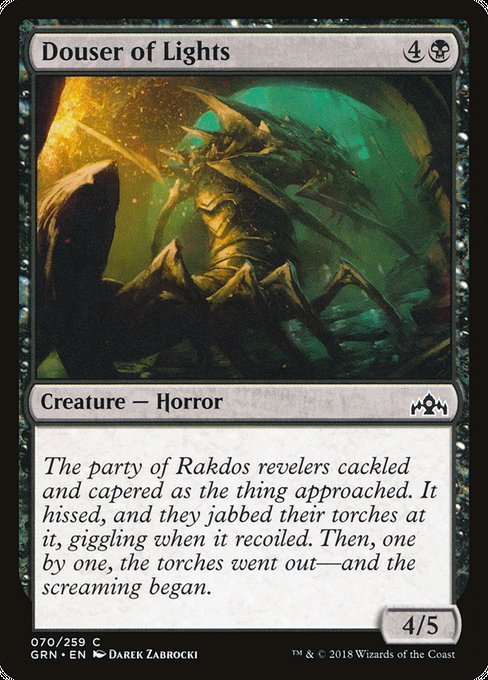 Douser of Lights 4
Creature — Horror
The party of Rakdos revelers cackled
and capered as the thing approached. It
hissed, and they jabbed their torches at
it, giggling when it recoiled. Then, one
by one, the torches went out—and the
screaming began.
4/5
070/259 C
GRN • EN Darek Zabrocki
™ & © 2018 Wizards of the Coast